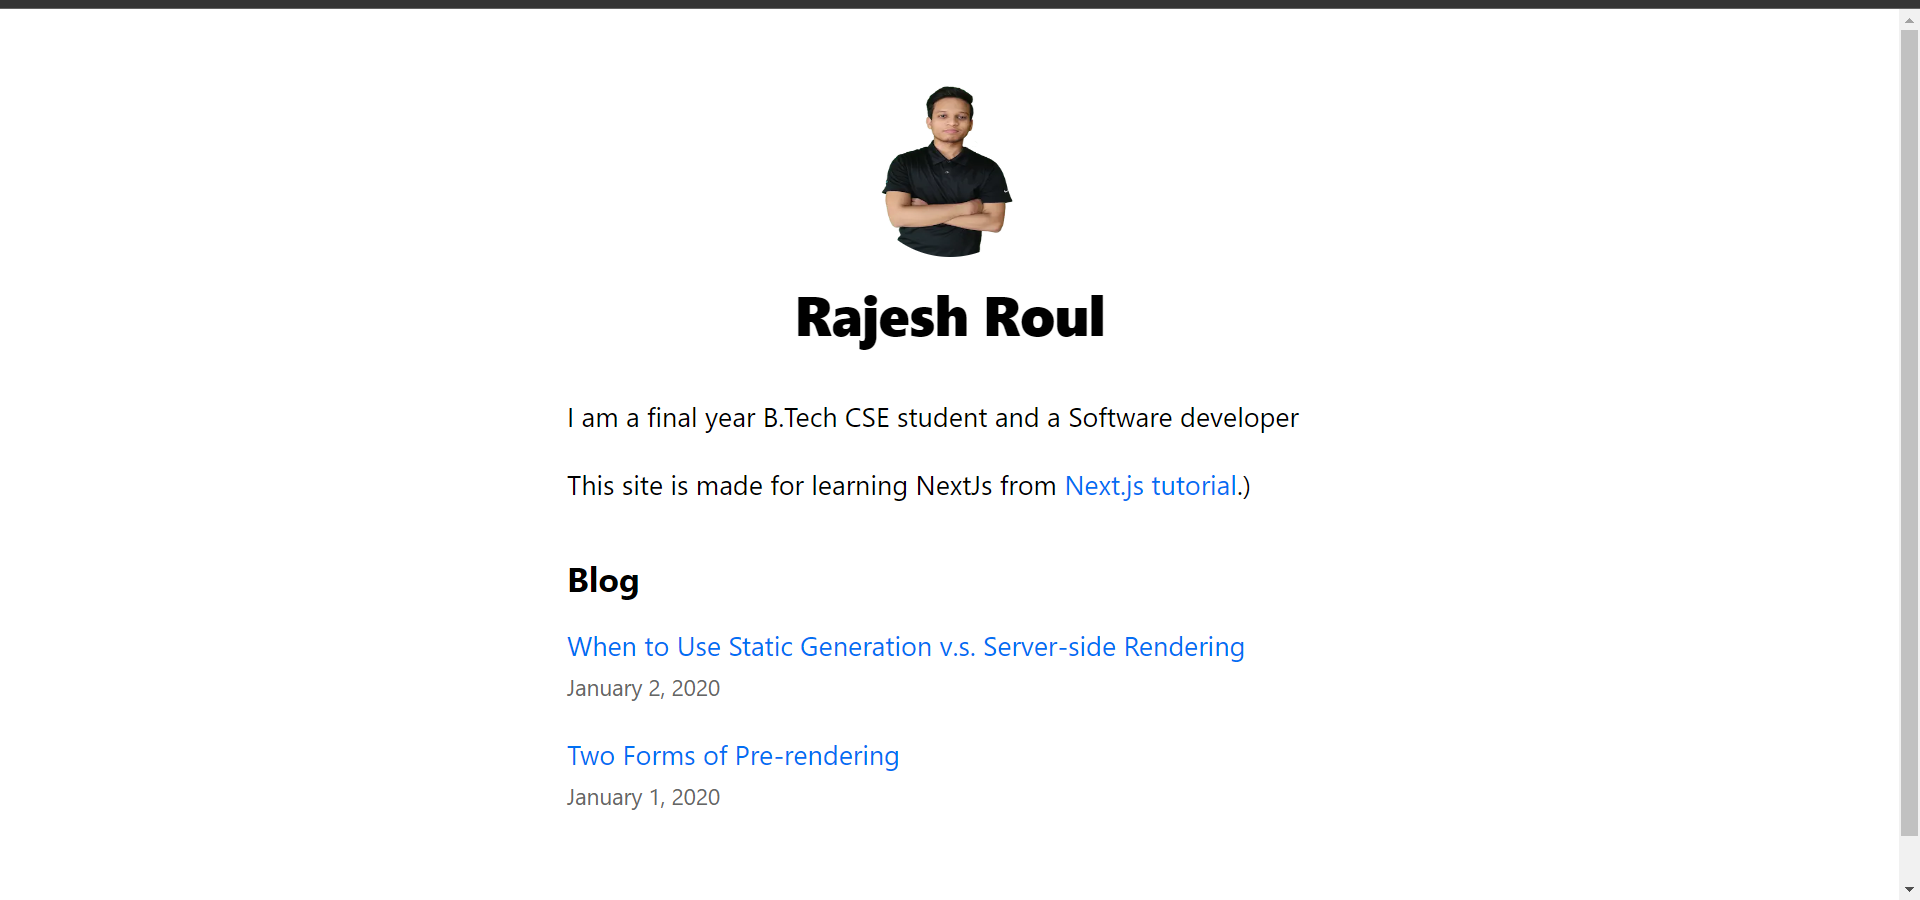 Rajesh Roul
I am a final year B.Tech CSE student and a Software developer
This site is made for learning NextJs from Next.js tutorial.)
Blog
When to Use Static Generation v.s. Server-side Rendering
January 2, 2020
Two Forms of Pre-rendering
January 1, 2020